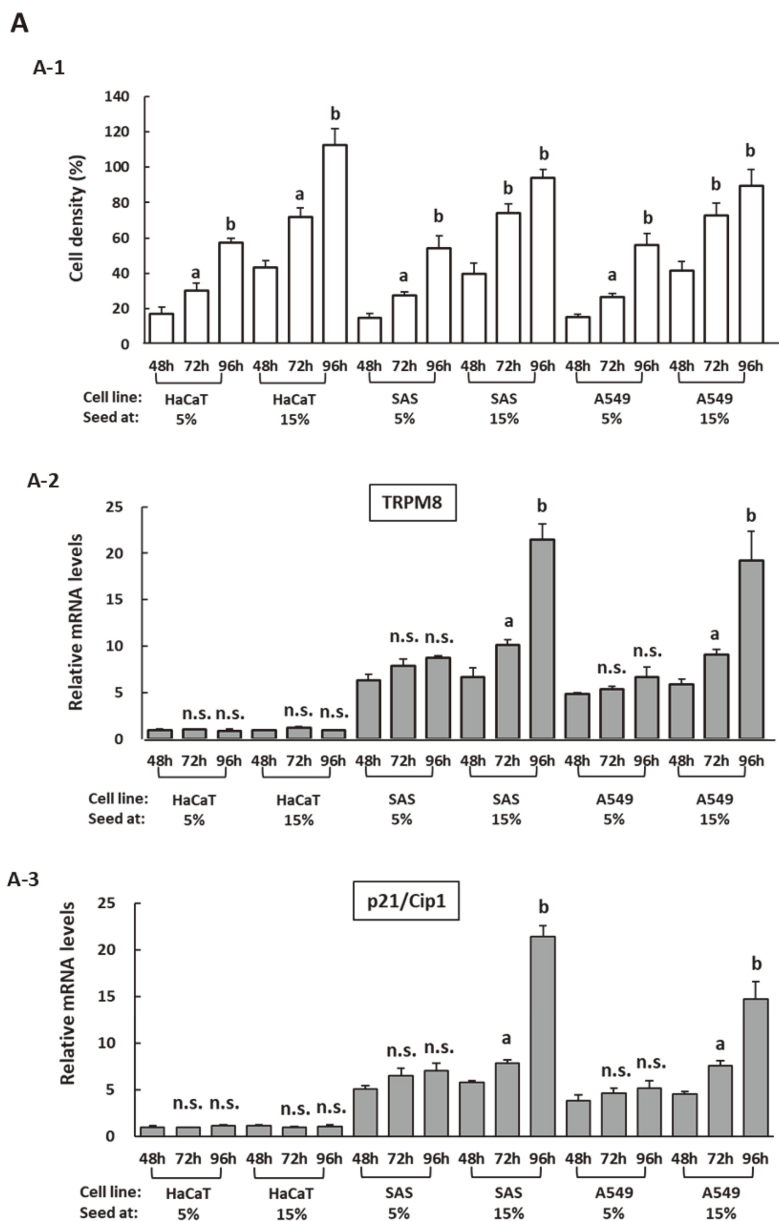 A
A-1
Cell density (%)
140
120
100
80
60
40
20
0
a
b
a
b
a
b
b
b
a
b
b
b
48h 72h 96h 48h 72h 96h 48h 72h 96h 48h 72h 96h 48h 72h 96h 48h 72h 96h
Cell line: HaCaT HaCaT SAS SAS A549 A549
Seed at: 5% 15% 5% 15% 5% 15%
A-2
TRPM8
Relative mRNA levels
25
20
15
10
5
0
n.s. n.s. n.s. n.s. n.s. n.s. a b n.s. n.s. a b
48h 72h 96h 48h 72h 96h 48h 72h 96h 48h 72h 96h 48h 72h 96h 48h 72h 96h
Cell line: HaCaT HaCaT SAS SAS A549 A549
Seed at: 5% 15% 5% 15% 5% 15%
A-3
p21/Cip1
Relative mRNA levels
25
20
15
10
5
0
n.s. n.s. n.s. n.s. n.s. n.s. a b n.s. n.s. a b
48h 72h 96h 48h 72h 96h 48h 72h 96h 48h 72h 96h 48h 72h 96h 48h 72h 96h
Cell line: HaCaT HaCaT SAS SAS A549 A549
Seed at: 5% 15% 5% 15% 5% 15%